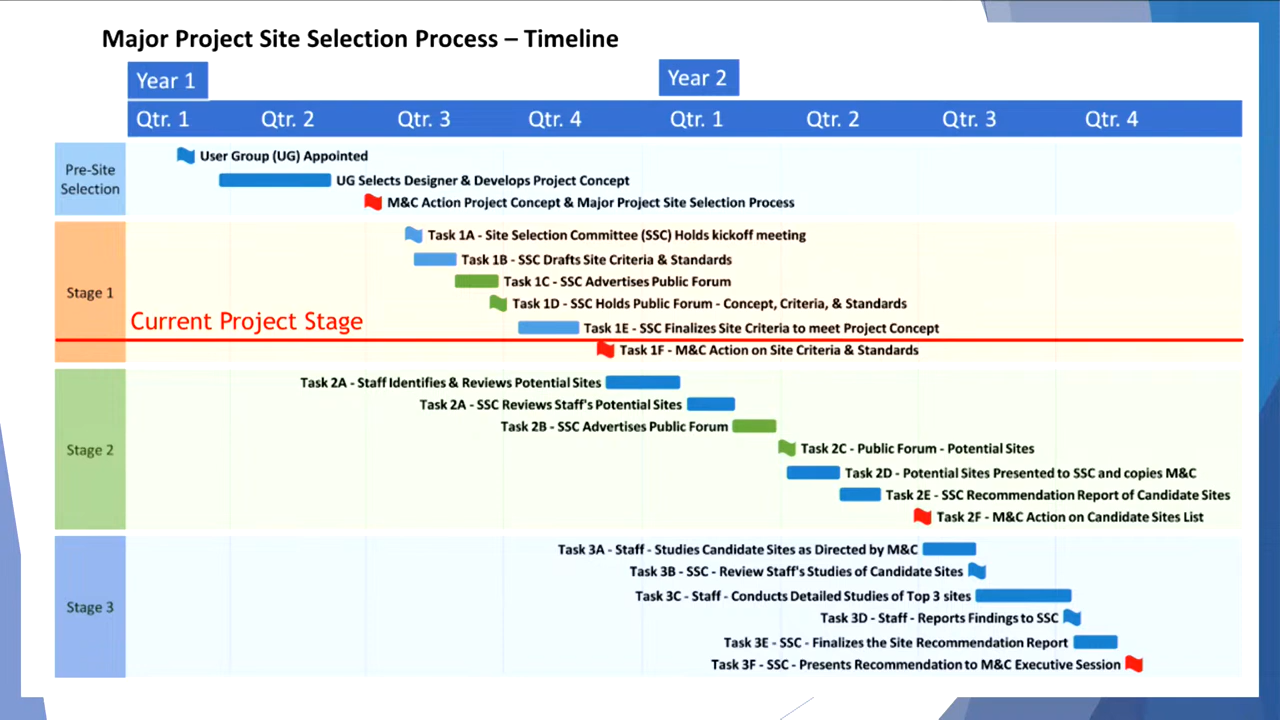 Major Project Site Selection Process – Timeline
Year 1
Year 2
Qtr. 1
Qtr. 2
Qtr. 3
Qtr. 4
Qtr. 1
Qtr. 2
Qtr. 3
Qtr. 4
Pre-Site
Selection
User Group (UG) Appointed
UG Selects Designer & Develops Project Concept
M&C Action Project Concept & Major Project Site Selection Process
Stage 1
Task 1A - Site Selection Committee (SSC) Holds kickoff meeting
Task 1B - SSC Drafts Site Criteria & Standards
Task 1C - SSC Advertises Public Forum
Task 1D - SSC Holds Public Forum - Concept, Criteria, & Standards
Current Project Stage
Task 1E - SSC Finalizes Site Criteria to meet Project Concept
Task 1F - M&C Action on Site Criteria & Standards
Stage 2
Task 2A - Staff Identifies & Reviews Potential Sites
Task 2A - SSC Reviews Staff's Potential Sites
Task 2B - SSC Advertises Public Forum
Task 2C - Public Forum - Potential Sites
Task 2D - Potential Sites Presented to SSC and copies M&C
Task 2E - SSC Recommendation Report of Candidate Sites
Task 2F - M&C Action on Candidate Sites List
Stage 3
Task 3A - Staff - Studies Candidate Sites as Directed by M&C
Task 3B - SSC - Review Staff's Studies of Candidate Sites
Task 3C - Staff - Conducts Detailed Studies of Top 3 sites
Task 3D - Staff - Reports Findings to SSC
Task 3E - SSC - Finalizes the Site Recommendation Report
Task 3F - SSC - Presents Recommendation to M&C Executive Session